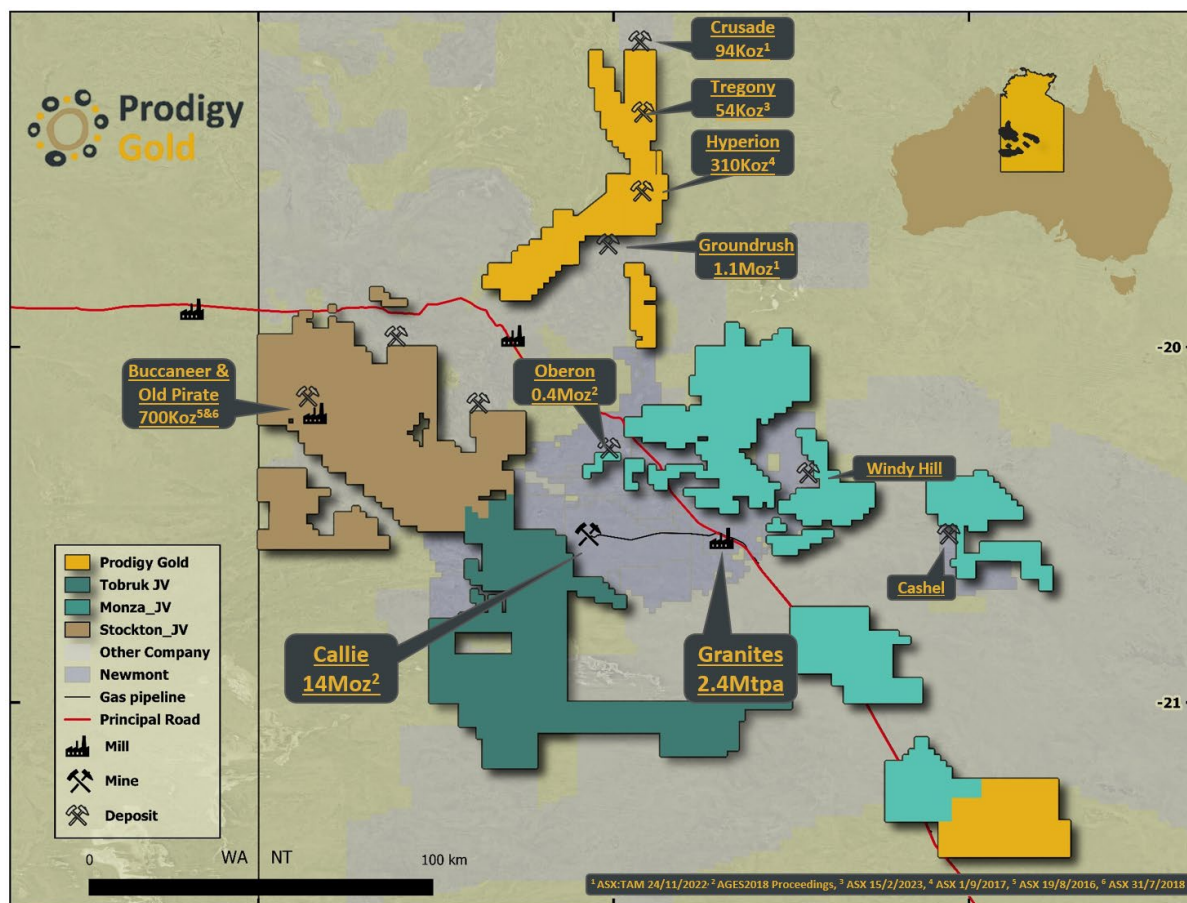 Prodigy
Gold
Crusade
94Koz¹
Tregony
54Koz³
Hyperion
310Koz⁴
Groundrush
1.1Moz¹
-20
Buccaneer &
Old Pirate
700Koz⁵&⁶
Oberon
0.4Moz²
Windy Hill
Cashel
Callie
14Moz²
Granites
2.4Mtpa
-21
Prodigy Gold
Tobruk JV
Monza_JV
Stockton_JV
Other Company
Newmont
Gas pipeline
Principal Road
Mill
Mine
Deposit
WA NT
0 100 km
¹ ASX:TAM 24/11/2022, ² AGES2018 Proceedings, ³ ASX 15/2/2023, ⁴ ASX 1/9/2017, ⁵ ASX 19/8/2016, ⁶ ASX 31/7/2018